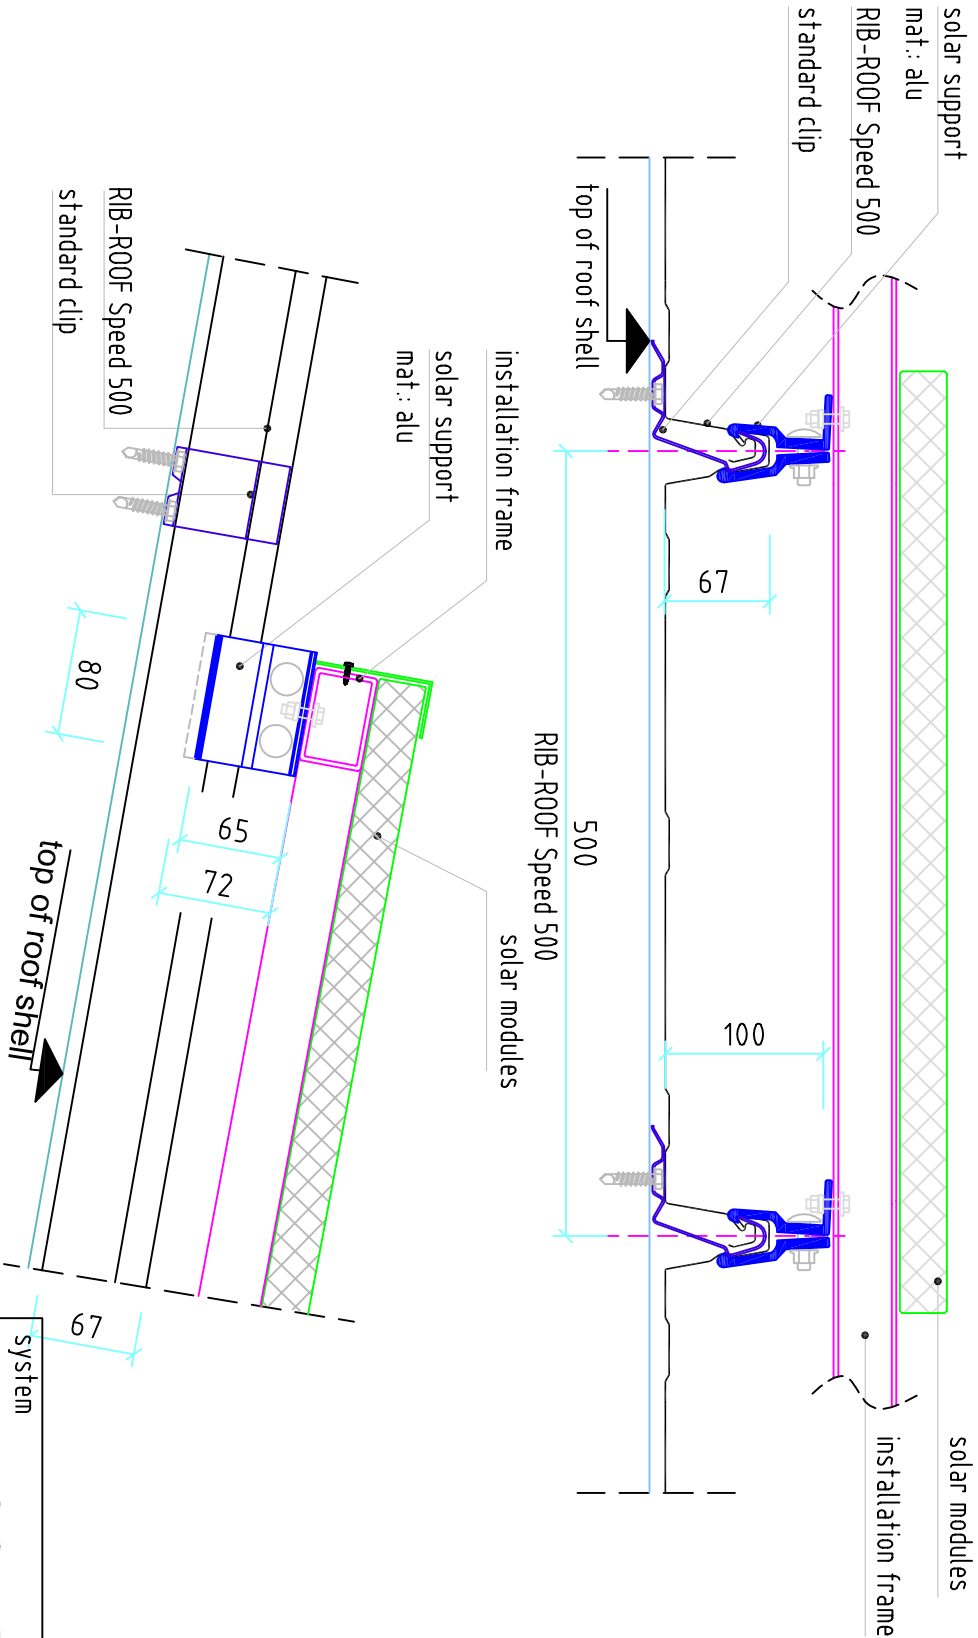 solar support
mat.: alu
RIB-ROOF Speed 500
standard clip
top of roof shell
67
100
500
RIB-ROOF Speed 500
solar modules
installation frame
installation frame
solar support
mat.: alu
RIB-ROOF Speed 500
standard clip
solar modules
80
65
72
67
top of roof shell
system